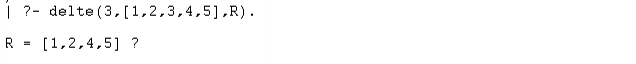 | ?- delte(3,[1,2,3,4,5],R).
R = [1,2,4,5] ?